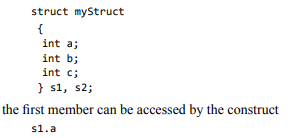 struct myStruct
{
int a;
int b;
int c;
} s1, s2;
the first member can be accessed by the construct
s1.a